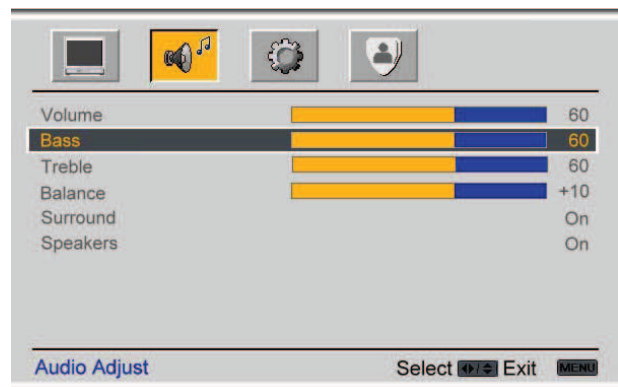 Volume 60
Bass 60
Treble 60
Balance +10
Surround On
Speakers On
Audio Adjust Select Exit MENU